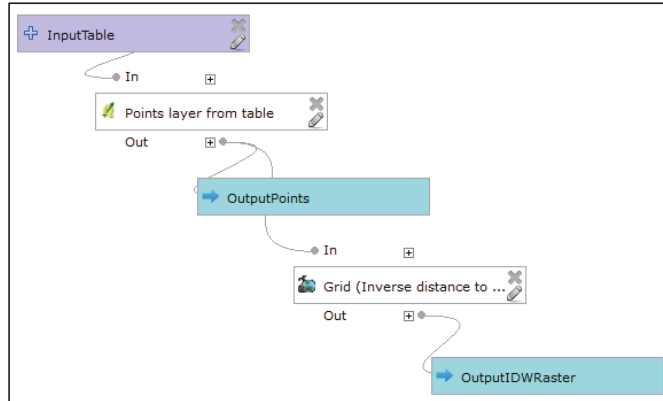 InputTable
In
Points layer from table
Out
OutputPoints
In
Grid (Inverse distance to ...
Out
OutputIDWRaster